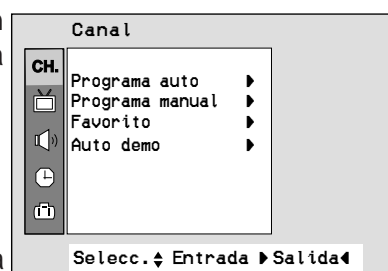 Canal
CH.
Programa auto
Programa manual
Favorito
Auto demo
Selecc. Entrada Salida